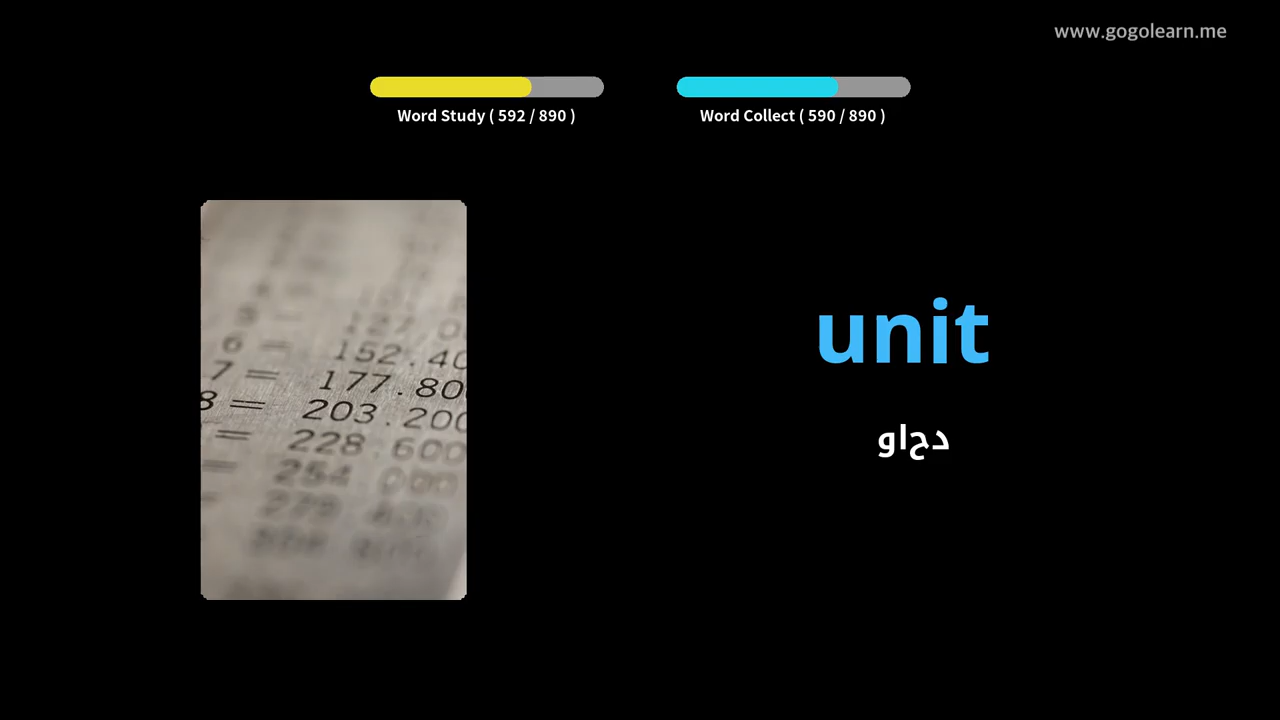 www.gogolearn.me
Word Study ( 592 / 890 )
Word Collect ( 590 / 890 )
6 = 152.40
7 = 177.80
8 = 203.200
= 228.600
= 254
unit
دحاو